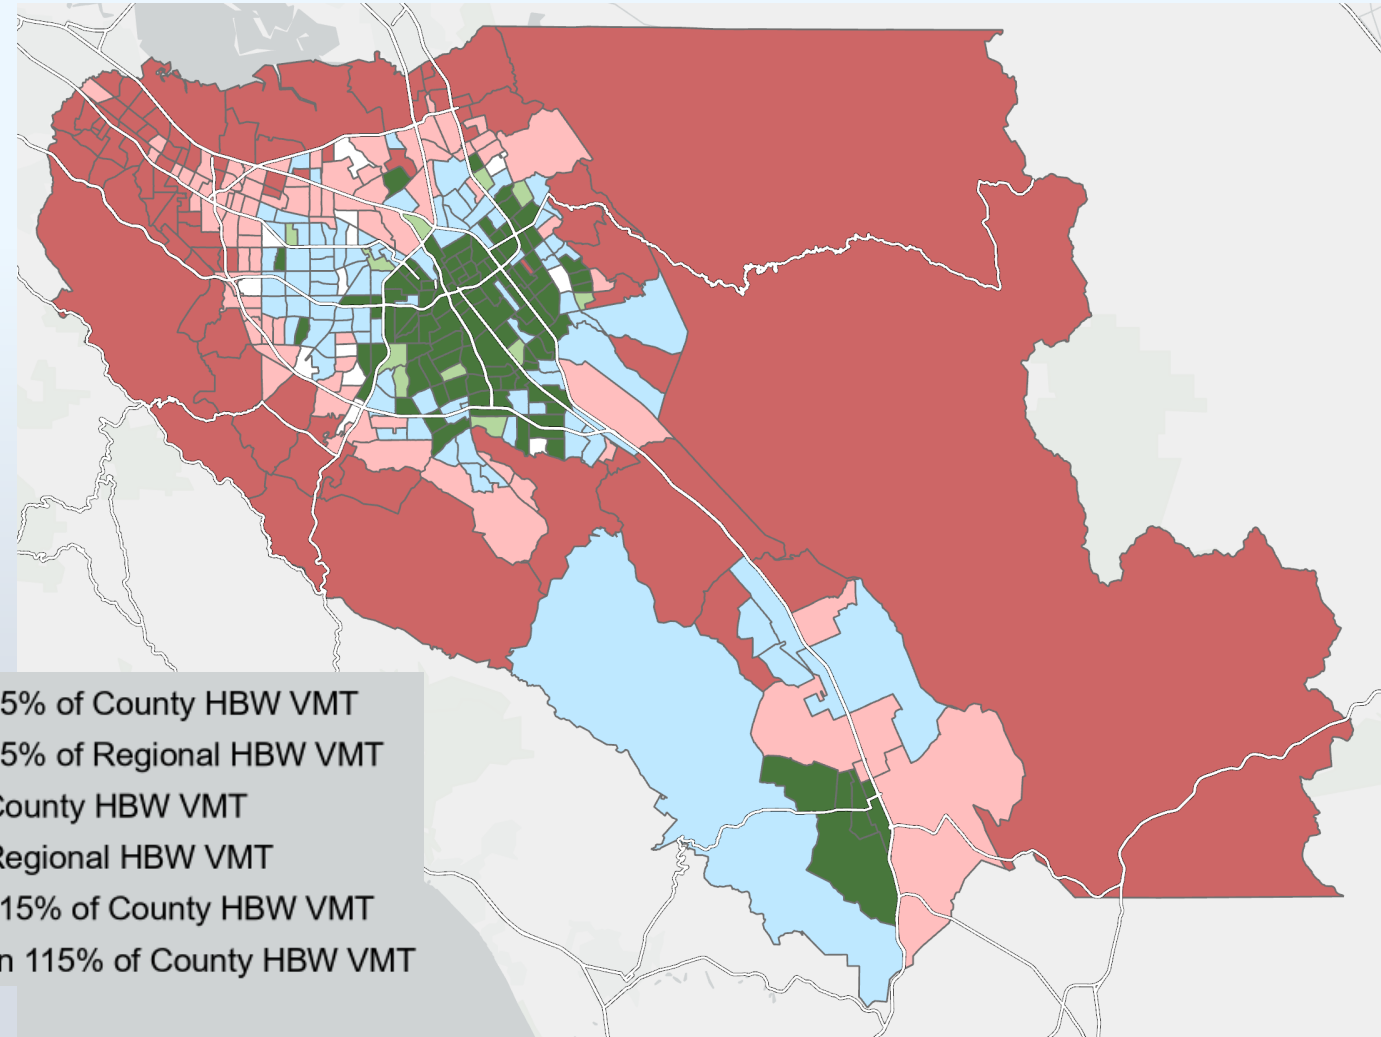 5% of County HBW VMT
5% of Regional HBW VMT
County HBW VMT
Regional HBW VMT
15% of County HBW VMT
n 115% of County HBW VMT